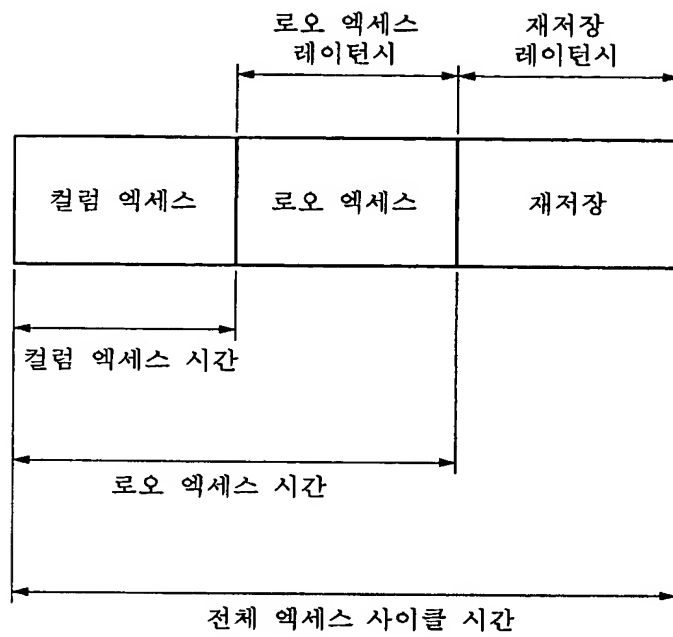 로오 엑세스
레이턴시
재저장
레이턴시
컬럼 엑세스
로오 엑세스
재저장
컬럼 엑세스 시간
로오 엑세스 시간
전체 엑세스 사이클 시간